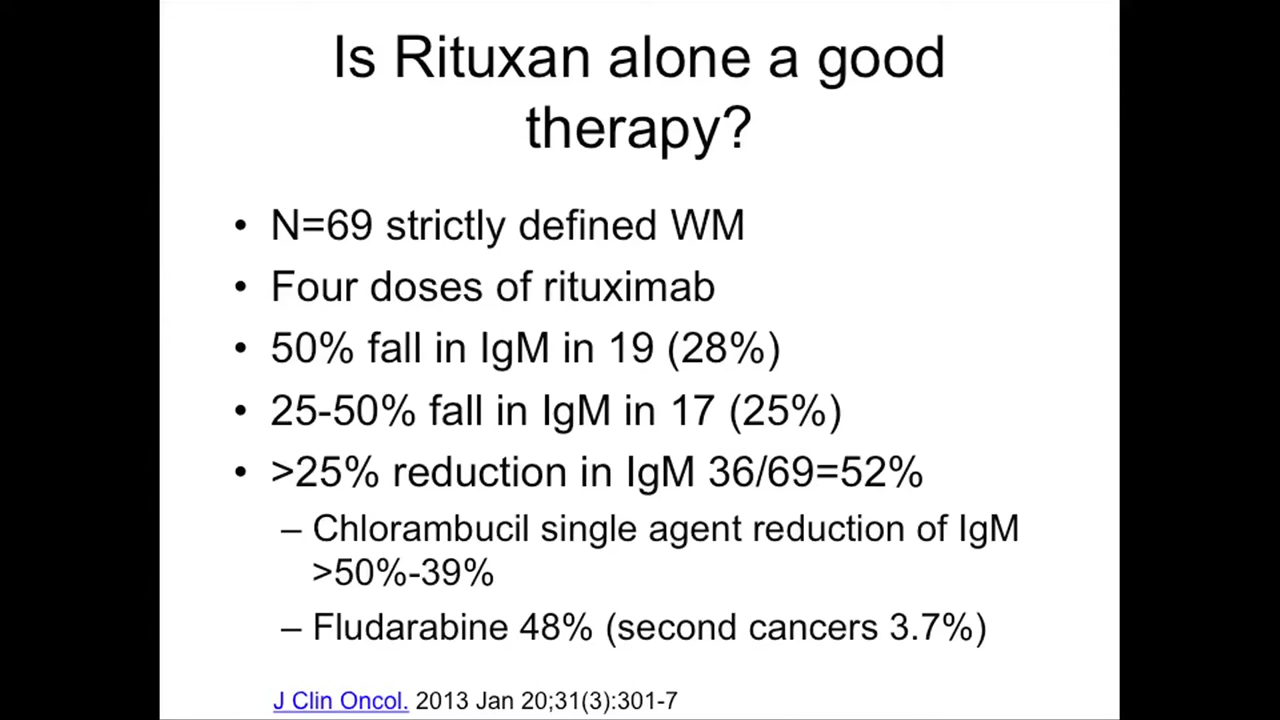 Is Rituxan alone a good
therapy?
• N=69 strictly defined WM
• Four doses of rituximab
• 50% fall in IgM in 19 (28%)
• 25-50% fall in IgM in 17 (25%)
• >25% reduction in IgM 36/69=52%
– Chlorambucil single agent reduction of IgM
>50%-39%
– Fludarabine 48% (second cancers 3.7%)
J Clin Oncol. 2013 Jan 20;31(3):301-7